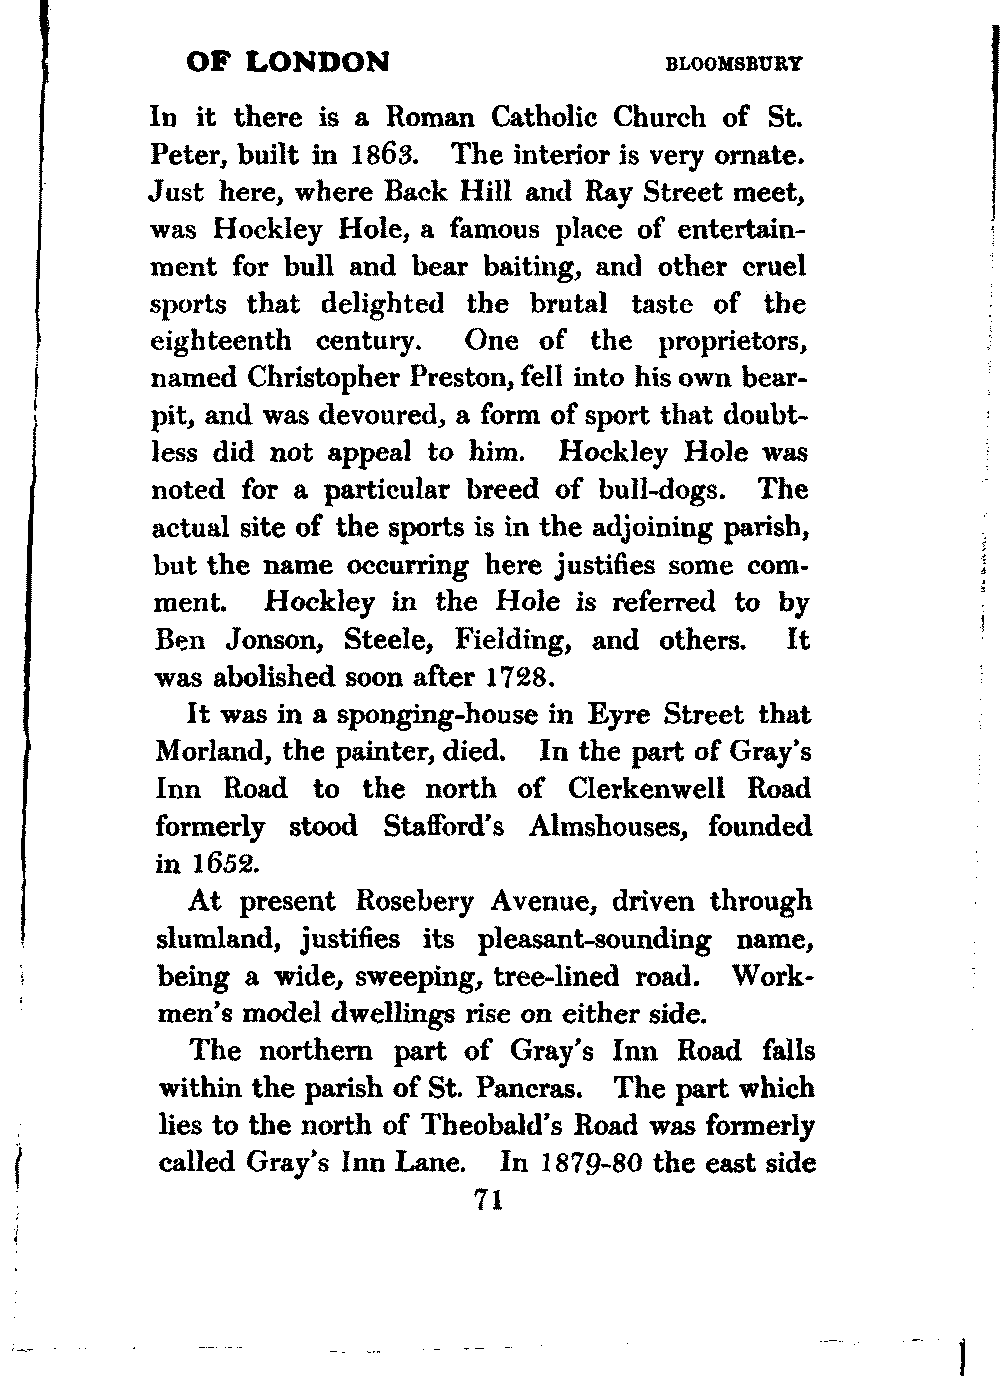 OF LONDON BLOOMSBURY
In it there is a Roman Catholic Church of St.
Peter, built in 1863. The interior is very ornate.
Just here, where Back Hill and Ray Street meet,
was Hockley Hole, a famous place of entertain-
ment for bull and bear baiting, and other cruel
sports that delighted the brutal taste of the
eighteenth century. One of the proprietors,
named Christopher Preston, fell into his own bear-
pit, and was devoured, a form of sport that doubt-
less did not appeal to him. Hockley Hole was
noted for a particular breed of bull-dogs. The
actual site of the sports is in the adjoining parish,
but the name occurring here justifies some com-
ment. Hockley in the Hole is referred to by
Ben Jonson, Steele, Fielding, and others. It
was abolished soon after 1728.
It was in a sponging-house in Eyre Street that
Morland, the painter, died. In the part of Gray's
Inn Road to the north of Clerkenwell Road
formerly stood Stafford's Almshouses, founded
in 1652.
At present Rosebery Avenue, driven through
slumland, justifies its pleasant-sounding name,
being a wide, sweeping, tree-lined road. Work-
men's model dwellings rise on either side.
The northern part of Gray's Inn Road falls
within the parish of St. Pancras. The part which
lies to the north of Theobald's Road was formerly
called Gray's Inn Lane. In 1879-80 the east side
71